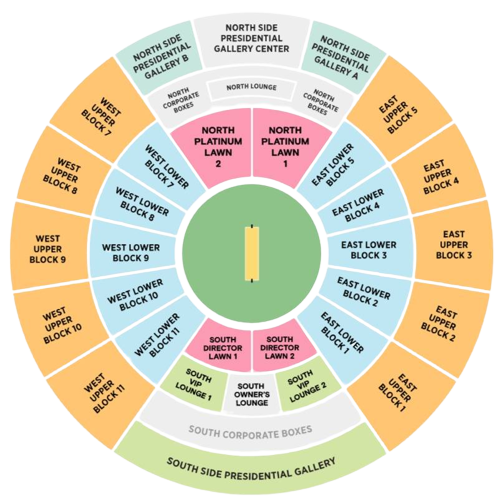 NORTH SIDE
PRESIDENTIAL
GALLERY B
NORTH SIDE
PRESIDENTIAL
GALLERY CENTER
NORTH SIDE
PRESIDENTIAL
GALLERY A
NORTH
CORPORATE
BOXES
NORTH LOUNGE
NORTH
CORPORATE
BOXES
WEST
UPPER
BLOCK 7
NORTH
PLATINUM
LAWN
2
NORTH
PLATINUM
LAWN
1
EAST
UPPER
BLOCK 5
WEST LOWER
BLOCK 7
EAST LOWER
BLOCK 5
WEST
UPPER
BLOCK 8
WEST LOWER
BLOCK 8
EAST LOWER
BLOCK 4
EAST
UPPER
BLOCK 4
WEST
UPPER
BLOCK 9
WEST LOWER
BLOCK 9
EAST LOWER
BLOCK 3
EAST
UPPER
BLOCK 3
WEST
UPPER
BLOCK 10
WEST LOWER
BLOCK 10
EAST LOWER
BLOCK 2
EAST
UPPER
BLOCK 2
WEST LOWER
BLOCK 11
SOUTH
DIRECTOR
LAWN 1
SOUTH
DIRECTOR
LAWN 2
EAST LOWER
BLOCK 1
WEST
UPPER
BLOCK 11
SOUTH
VIP
LOUNGE 1
SOUTH
OWNER'S
LOUNGE
SOUTH
VIP
LOUNGE 2
EAST
UPPER
BLOCK 1
SOUTH CORPORATE BOXES
SOUTH SIDE PRESIDENTIAL GALLERY